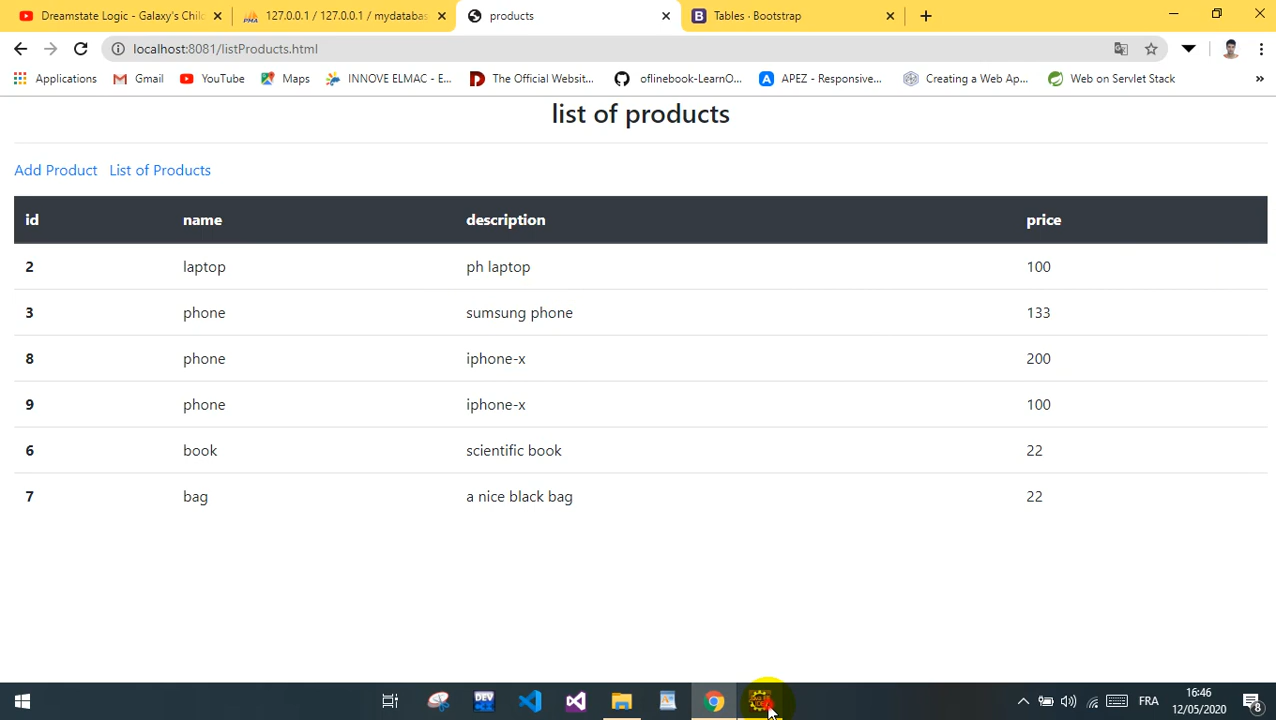 Dreamstate Logic - Galaxy's Chil
127.0.0.1 / 127.0.0.1 / mydatabas
products
Tables · Bootstrap
localhost:8081/listProducts.html
Applications
Gmail
YouTube
Maps
INNOVE ELMAC - E...
The Official Websit...
oflinebook-LearnO...
APEZ - Responsive...
Creating a Web Ap...
Web on Servlet Stack
»
list of products
Add Product List of Products
id name description price
2 laptop ph laptop 100
3 phone sumsung phone 133
8 phone iphone-x 200
9 phone iphone-x 100
6 book scientific book 22
7 bag a nice black bag 22
DEV
FRA
16:46
12/05/2020
8